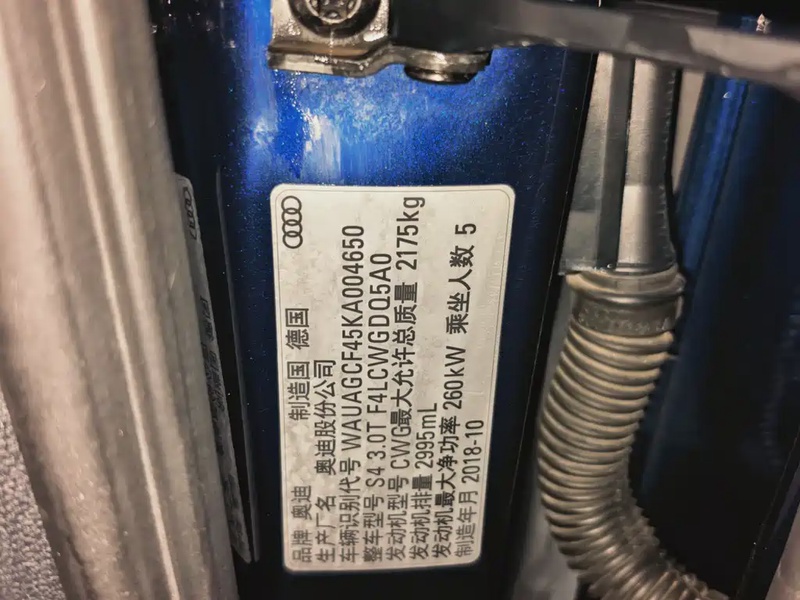 品牌 奥迪 制造国 德国
生产厂名 奥迪股份公司
车辆识别代号 WAUAGCF45KA004650
整车型号 S4 3.0T F4LCWGDQ5A0
发动机型号 CWG最大允许总质量 2175kg
发动机排量 2995mL
发动机最大净功率 260kW 乘坐人数 5
制造年月 2018-10